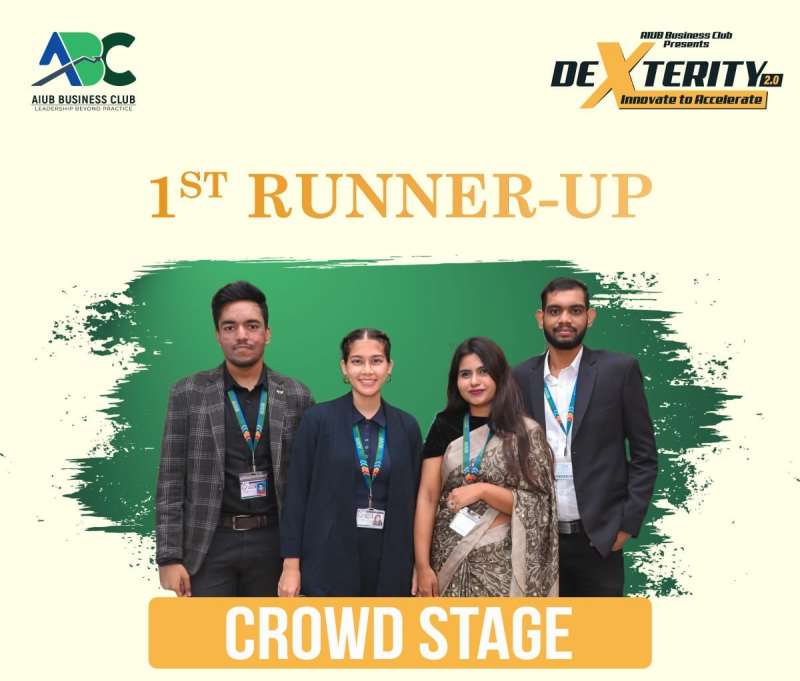 ABC
AIUB BUSINESS CLUB
LEADERSHIP BEYOND PRACTICE
AIUB Business Club
Presents
DEXTERITY 2.0
Innovate to Accelerate
1ST RUNNER-UP
CROWD STAGE